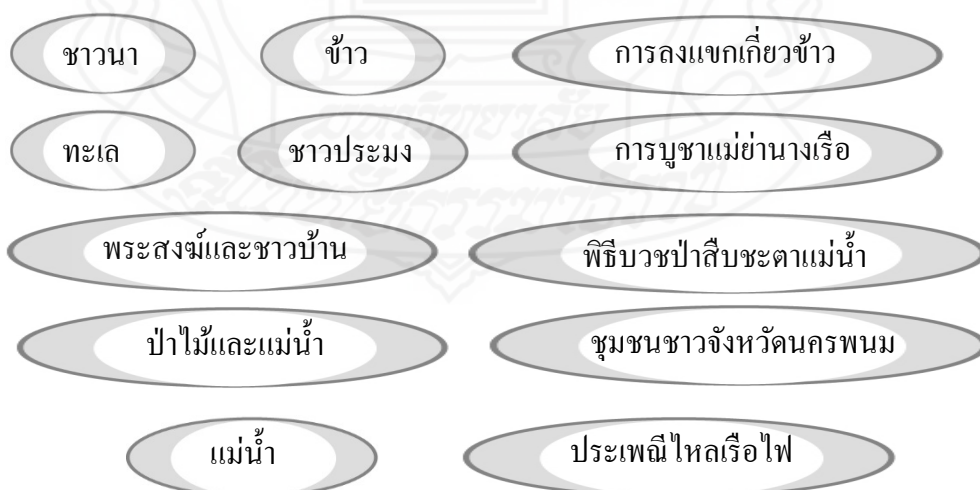 ชาวนา ข้าว การลงแขกเกี่ยวข้าว
ทะเล ชาวประมง การบูชาแม่ย่านางเรือ
พระสงฆ์และชาวบ้าน พิธีบวชป่าสืบชะตาแม่น้ำ
ป่าไม้และแม่น้ำ ชุมชนชาวจังหวัดนครพนม
แม่น้ำ ประเพณีไหลเรือไฟ